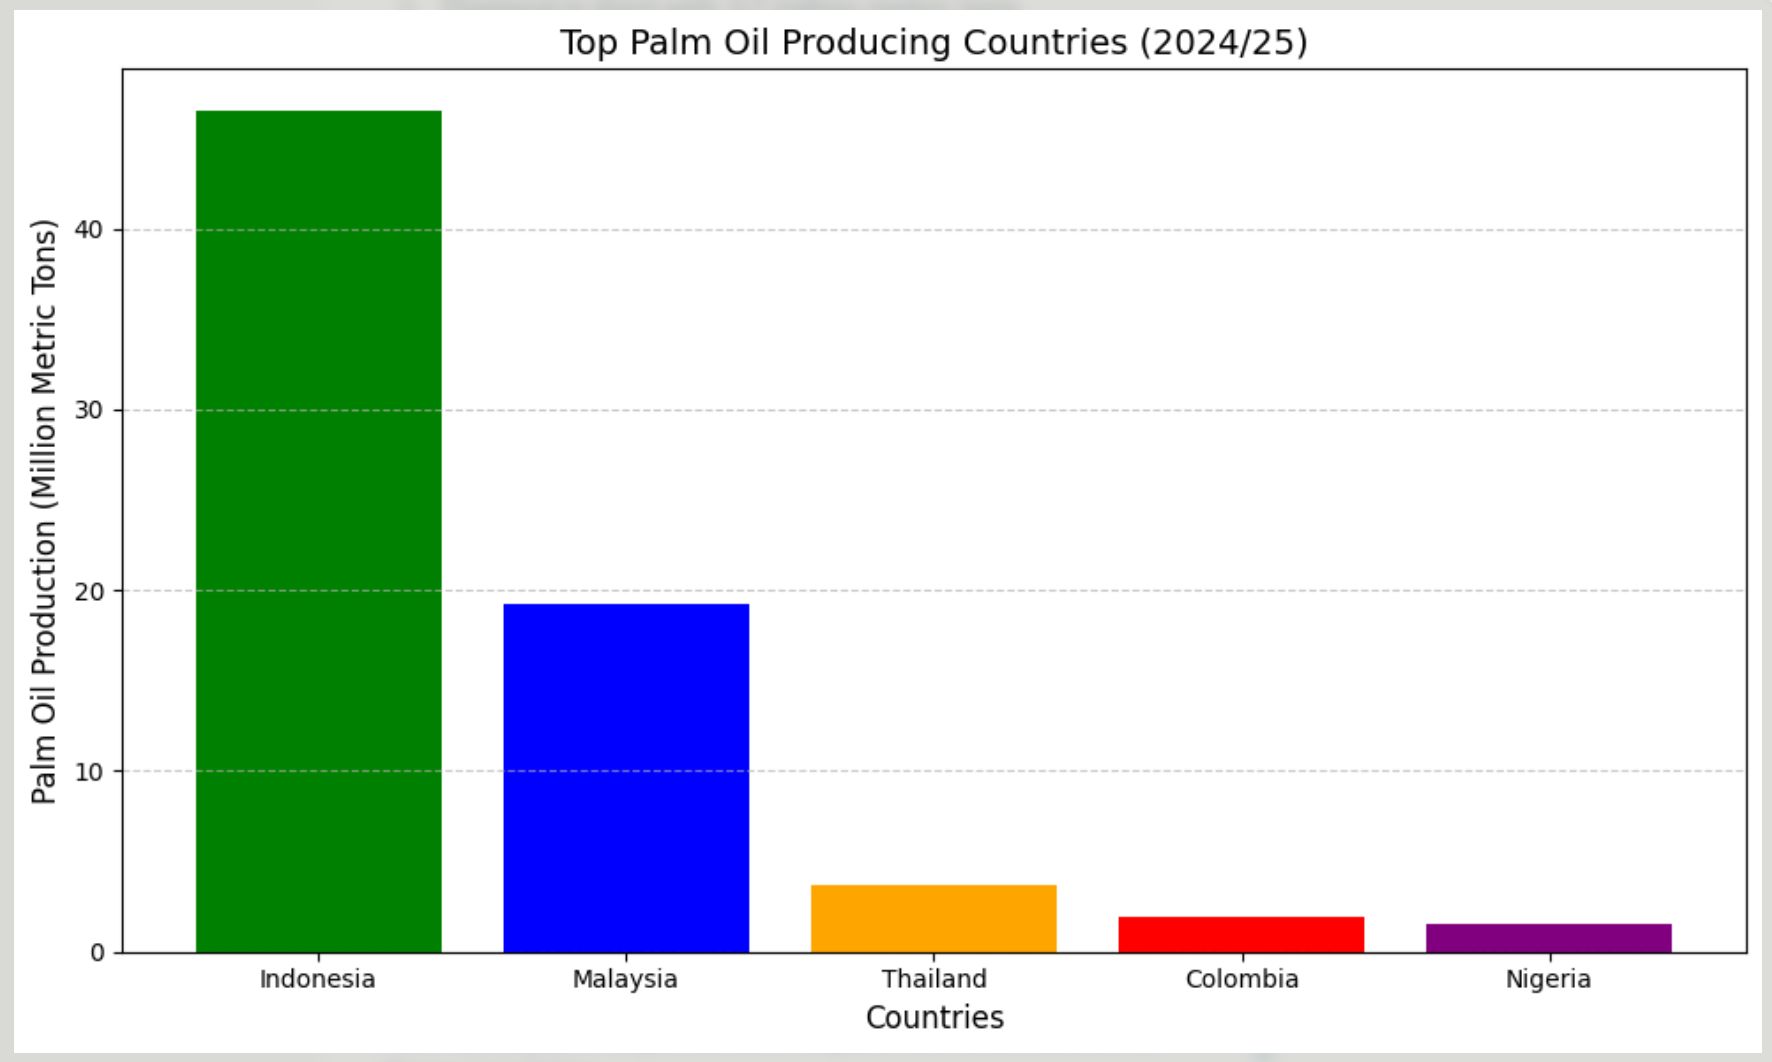 Top Palm Oil Producing Countries (2024/25)
Palm Oil Production (Million Metric Tons)
40
30
20
10
0
Indonesia Malaysia Thailand Colombia Nigeria
Countries